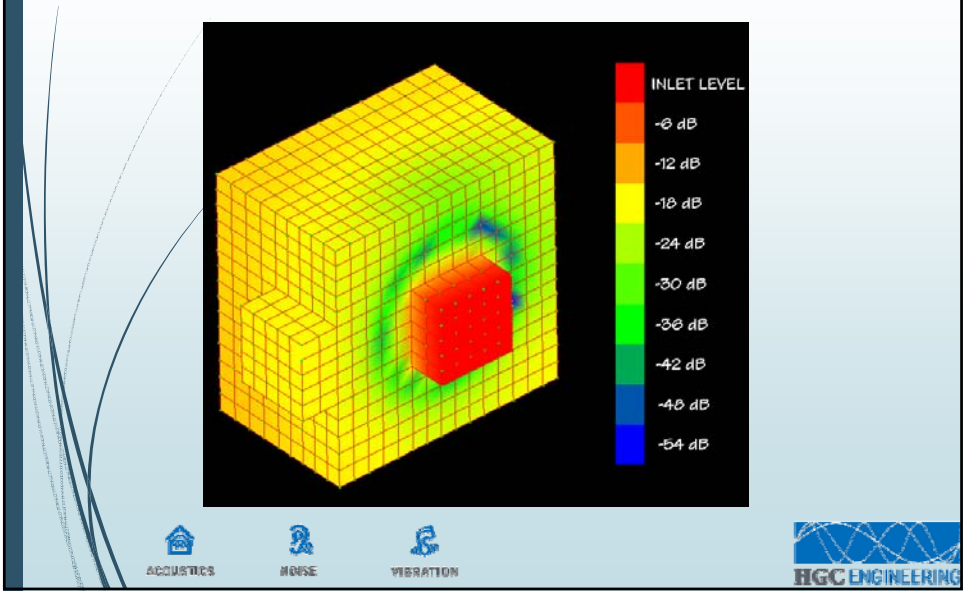 INLET LEVEL
-6 dB
-12 dB
-18 dB
-24 dB
-30 dB
-36 dB
-42 dB
-48 dB
-54 dB
ACOUSTICS
NOISE
VIBRATION
HGC ENGINEERING